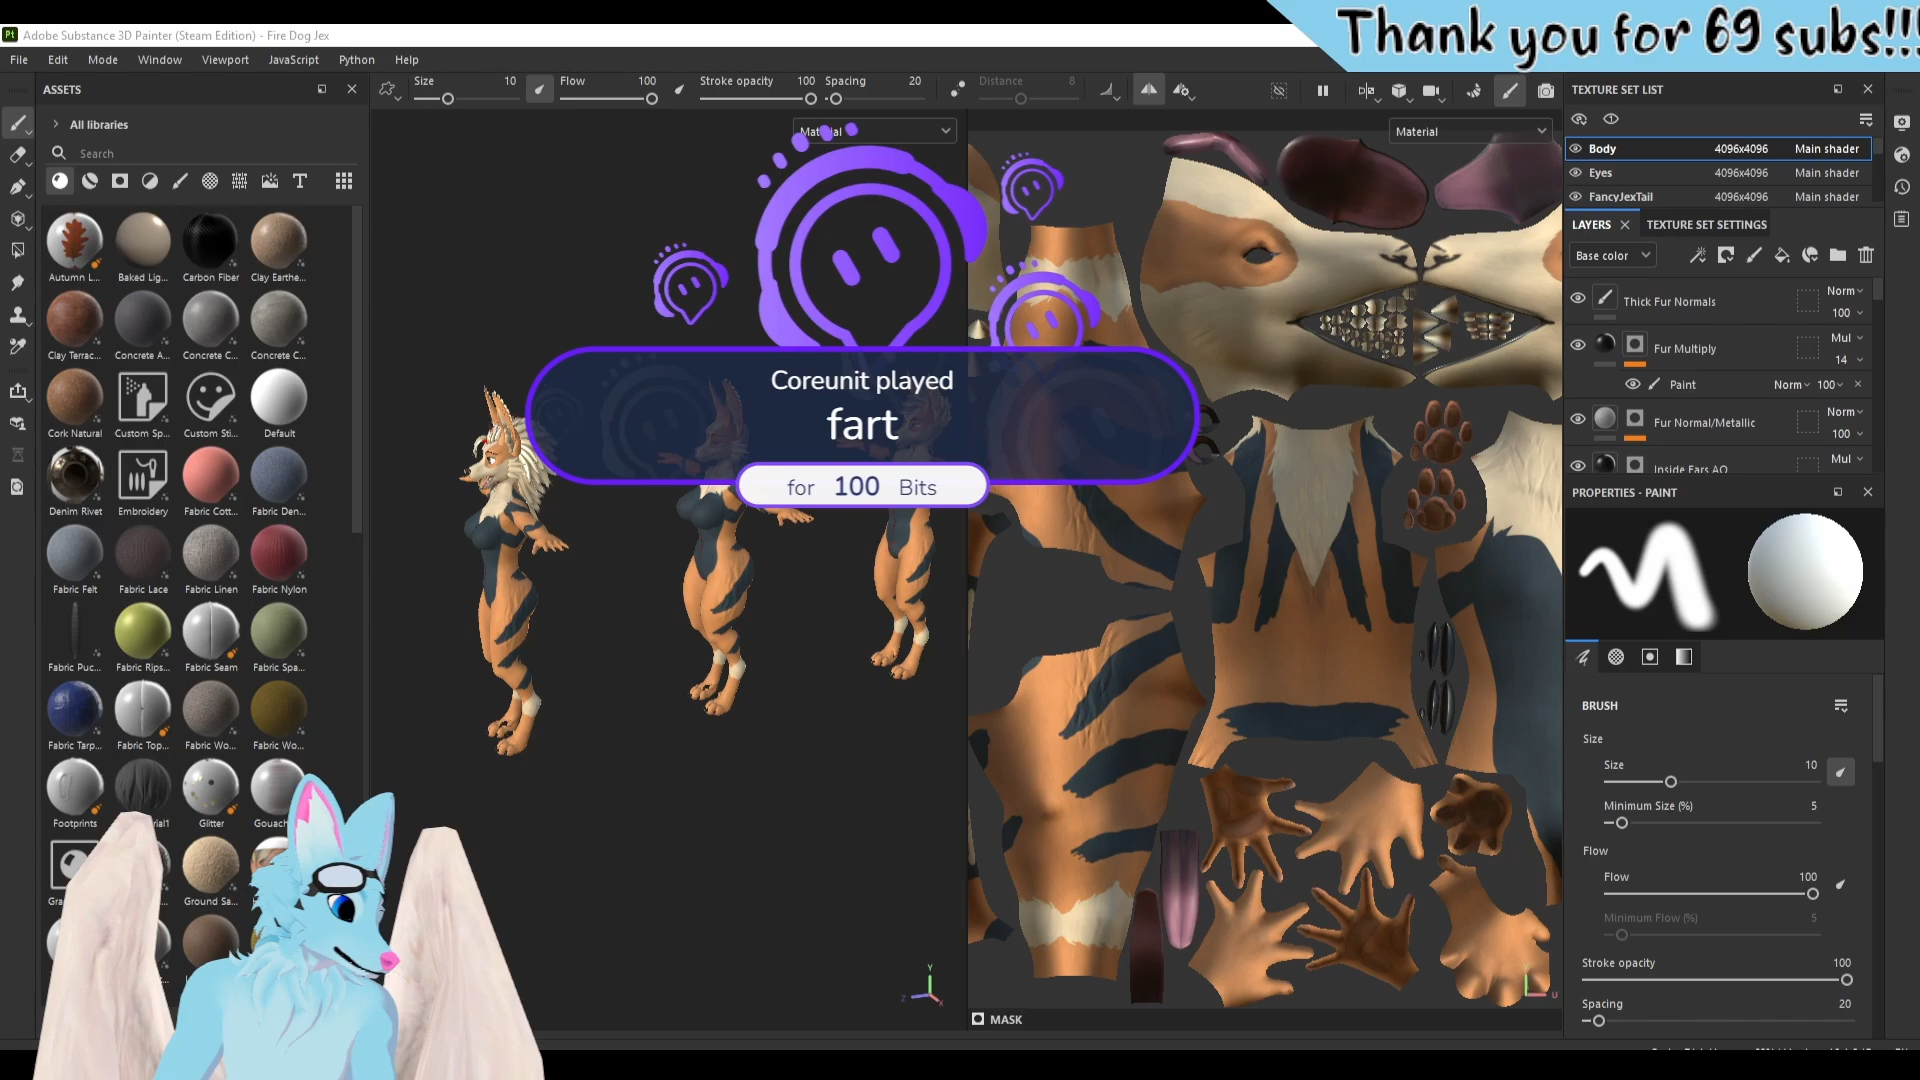 Thank you for 69 subs!!!
Adobe Substance 3D Painter (Steam Edition) - Fire Dog Jex
File Edit Mode Window Viewport JavaScript Python Help
ASSETS
Size 10 Flow 100 Stroke opacity 100 Spacing 20 Distance 8
All libraries
Search
Material
Material
Autumn L... Baked Lig... Carbon Fiber Clay Earthe...
Clay Terrac... Concrete A... Concrete C... Concrete C...
Cork Natural Custom Sp... Custom Sti... Default
Denim Rivet Embroidery Fabric Cott... Fabric Den...
Fabric Felt Fabric Lace Fabric Linen Fabric Nylon
Fabric Puc... Fabric Rips... Fabric Seam Fabric Spa...
Fabric Tarp... Fabric Top... Fabric Wo... Fabric Wo...
Footprints Glitter
Ground Sa...
Coreunit played
fart
for 100 Bits
Y
Z
X
U
MASK
TEXTURE SET LIST
Body 4096x4096 Main shader
Eyes 4096x4096 Main shader
FancyJexTail 4096x4096 Main shader
LAYERS TEXTURE SET SETTINGS
Base color
Thick Fur Normals Norm 100
Fur Multiply Mul 14
Paint Norm 100
Fur Normal/Metallic Norm 100
Inside Ears AO Mul
PROPERTIES - PAINT
BRUSH
Size
Size 10
Minimum Size (%) 5
Flow
Flow 100
Minimum Flow (%) 5
Stroke opacity 100
Spacing 20